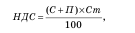 НДС = (С + П) × Ст / 100,